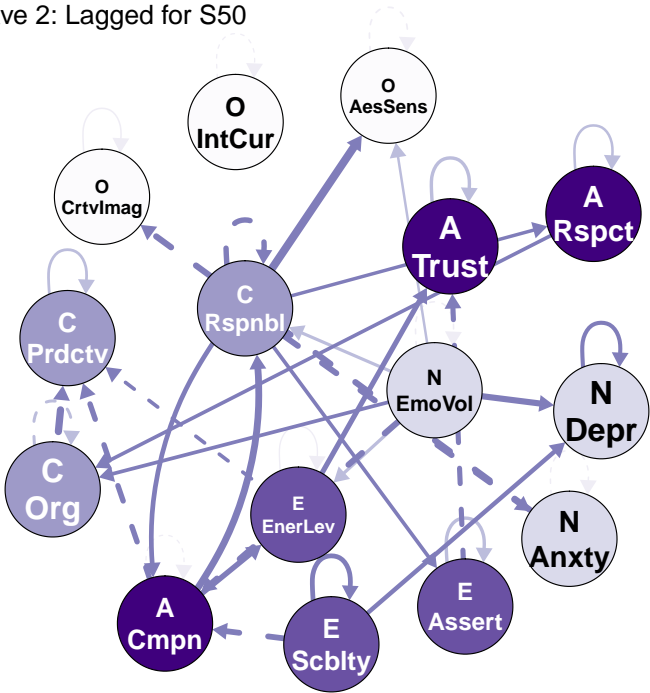 ve 2: Lagged for S50
O
AesSens
O
IntCur
O
CrtvImag
A
Rspct
A
Trust
C
Rspnbl
C
Prdctv
N
EmoVol
N
Depr
C
Org
E
EnerLev
N
Anxty
A
Cmpn
E
Assert
E
Scblty